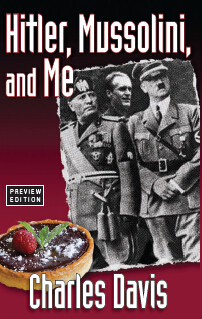 Hitler, Mussolini,
and Me
PREVIEW
EDITION
Charles Davis